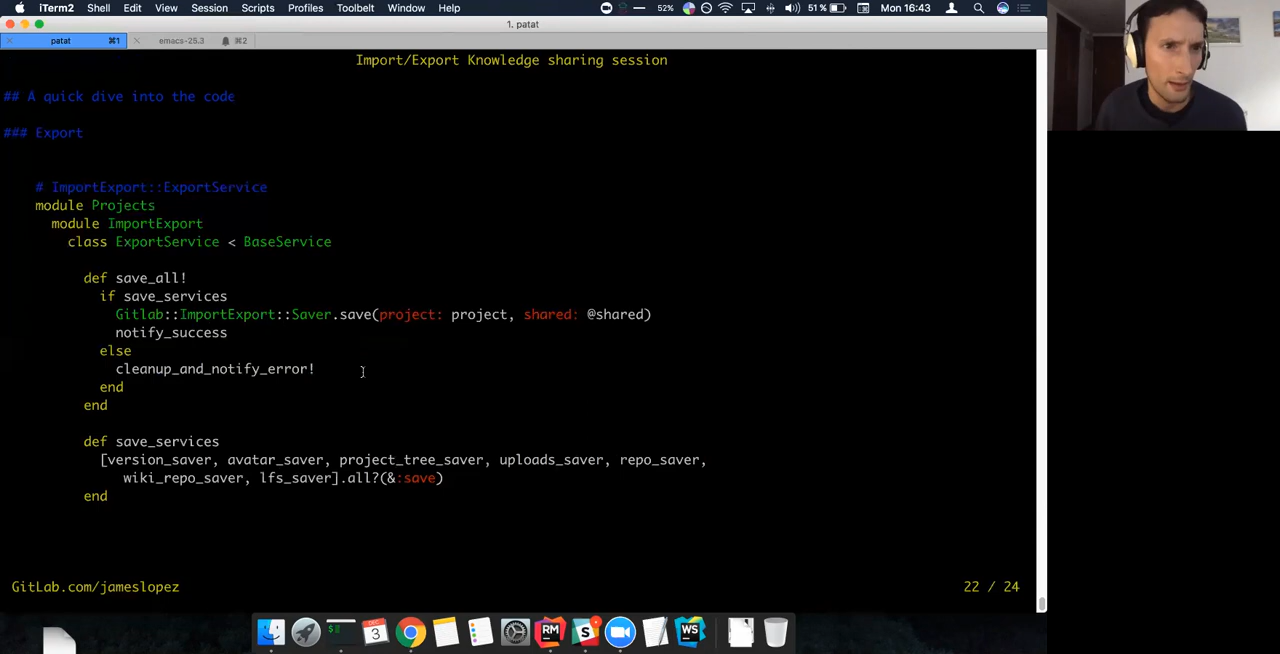 iTerm2 Shell Edit View Session Scripts Profiles Toolbelt Window Help 52% 51% Mon 16:43
1. patat
patat ⌘1 emacs-25.3 ⌘2
Import/Export Knowledge sharing session
## A quick dive into the code
### Export
# ImportExport::ExportService
module Projects
module ImportExport
class ExportService < BaseService
def save_all!
if save_services
Gitlab::ImportExport::Saver.save(project: project, shared: @shared)
notify_success
else
cleanup_and_notify_error!
end
end
def save_services
[version_saver, avatar_saver, project_tree_saver, uploads_saver, repo_saver,
wiki_repo_saver, lfs_saver].all?(&:save)
end
GitLab.com/jameslopez 22 / 24
DEC 3 RM S WS